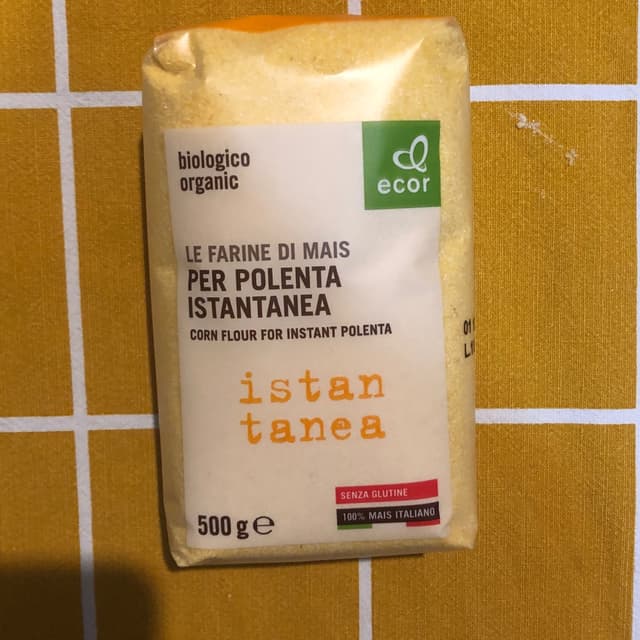 biologico
organic
ecor
LE FARINE DI MAIS
PER POLENTA
ISTANTANEA
CORN FLOUR FOR INSTANT POLENTA
istan
tanea
SENZA GLUTINE
100% MAIS ITALIANO
500 g e
01